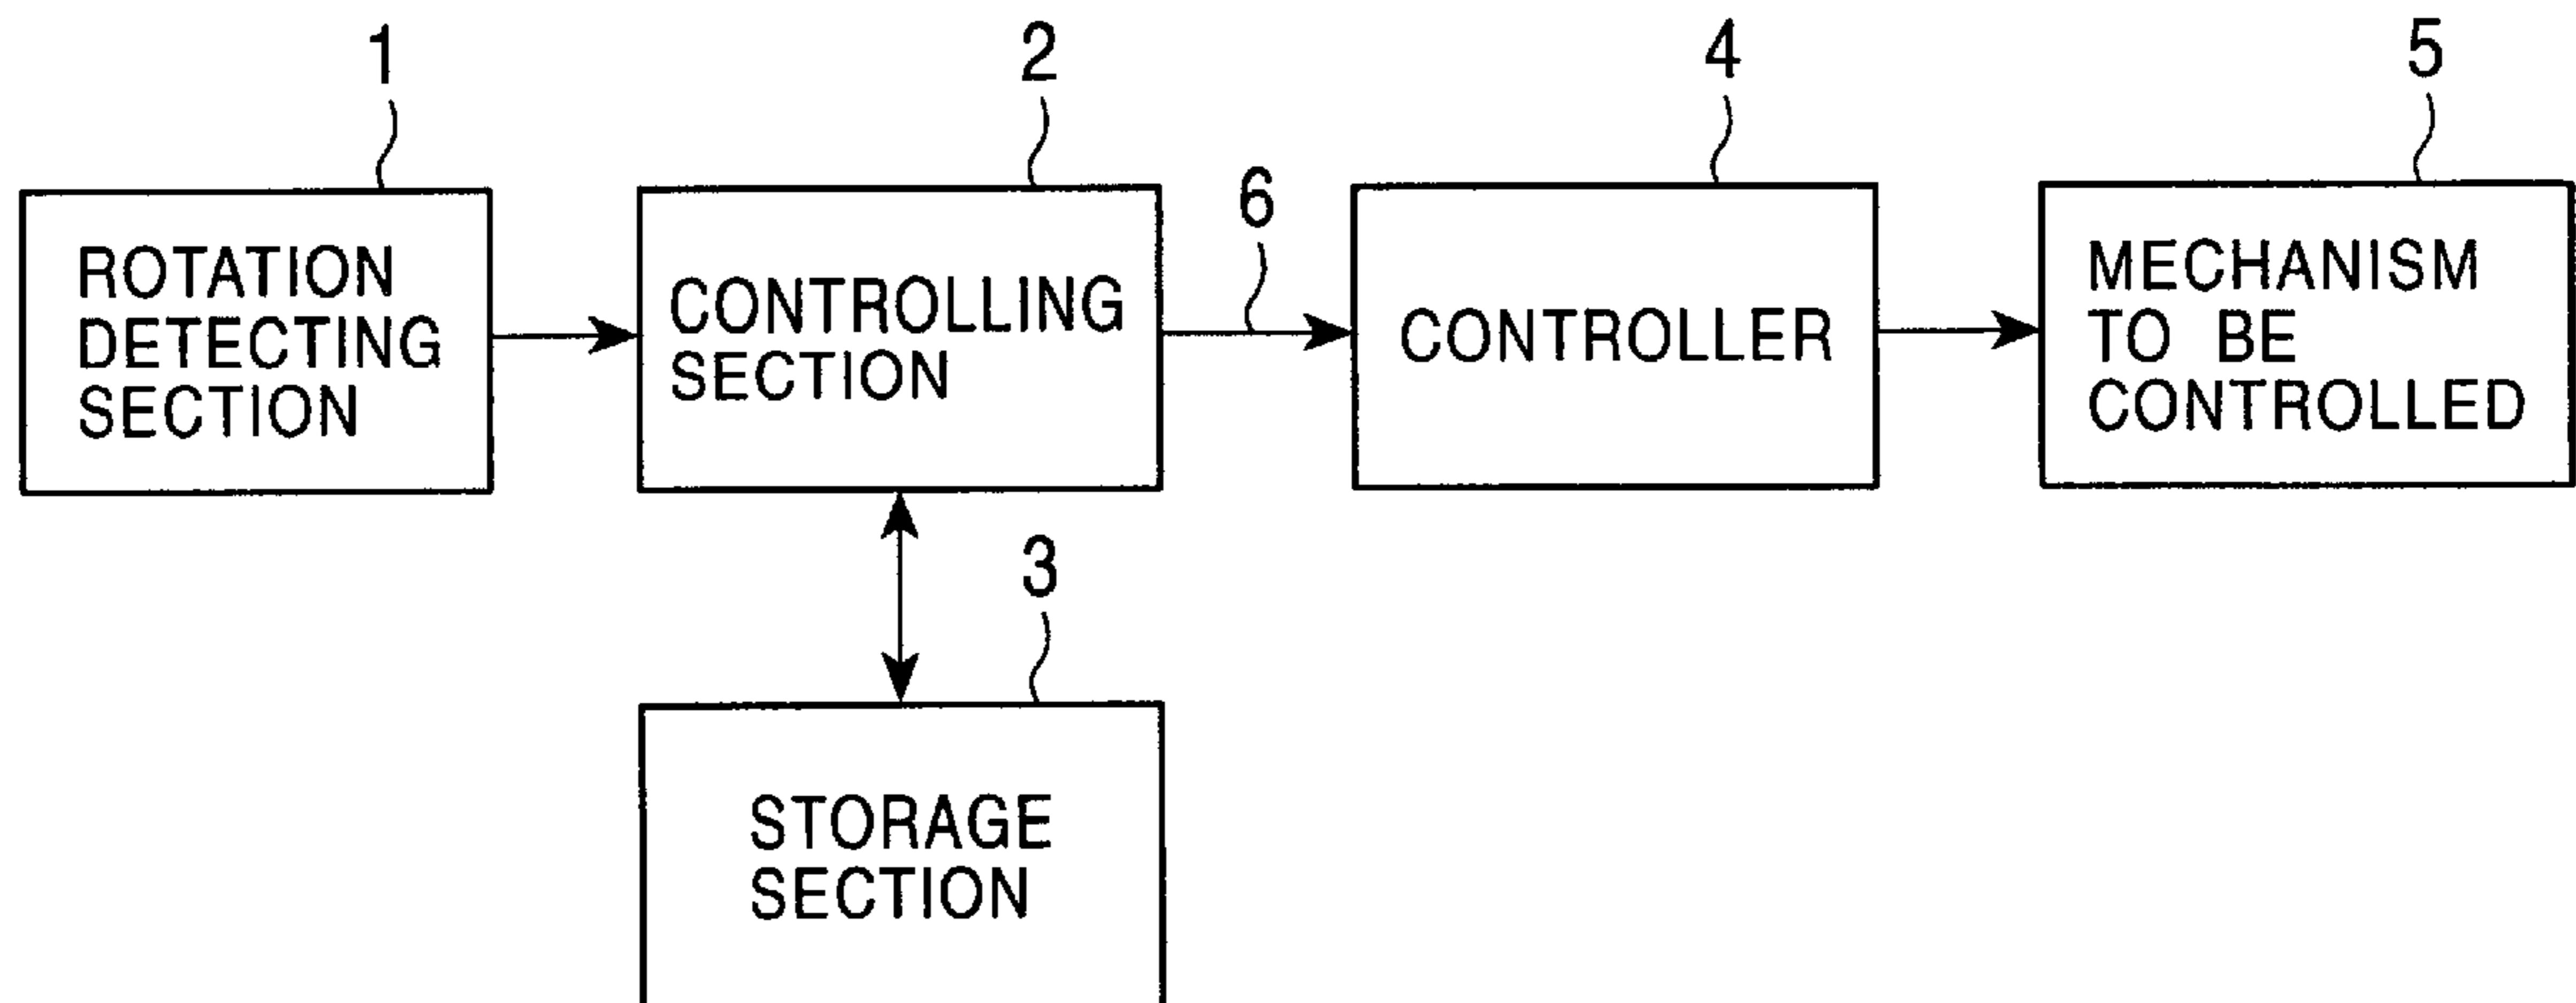 1
2
4
5
6
ROTATION
DETECTING
SECTION
CONTROLLING
SECTION
CONTROLLER
MECHANISM
TO BE
CONTROLLED
3
STORAGE
SECTION